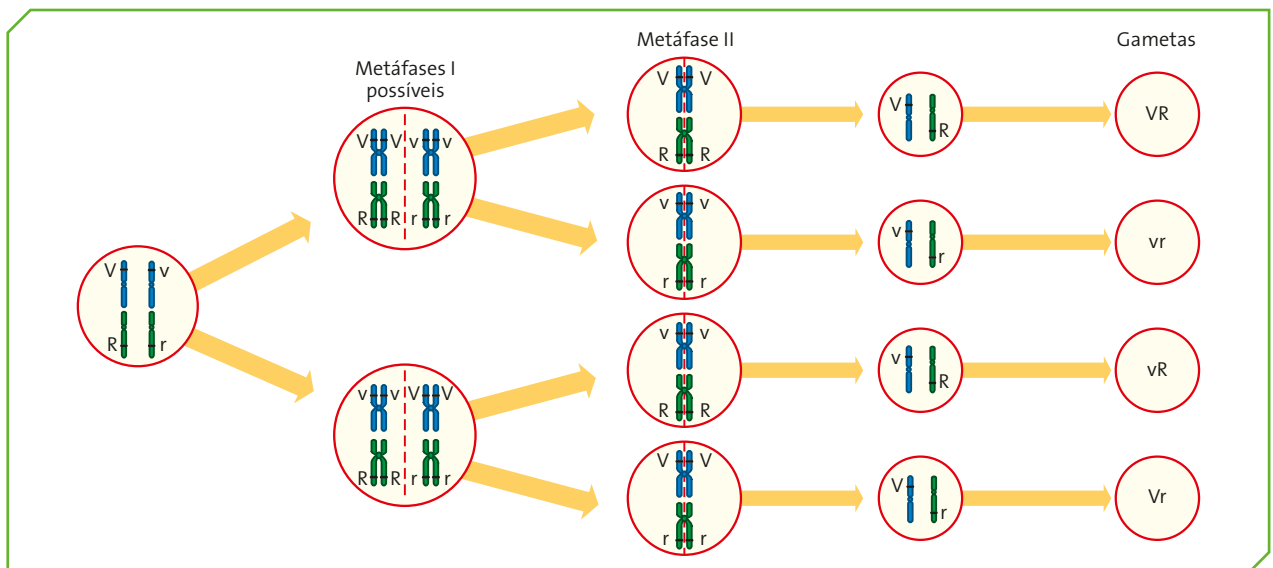 Metáfases I
possíveis
Metáfase II
Gametas
V v
R r
V V v v
R R r r
v v V V
R R r r
V V
R R
v v
r r
v v
R R
V V
r r
V
R
v
r
v
R
V
r
VR
vr
vR
Vr